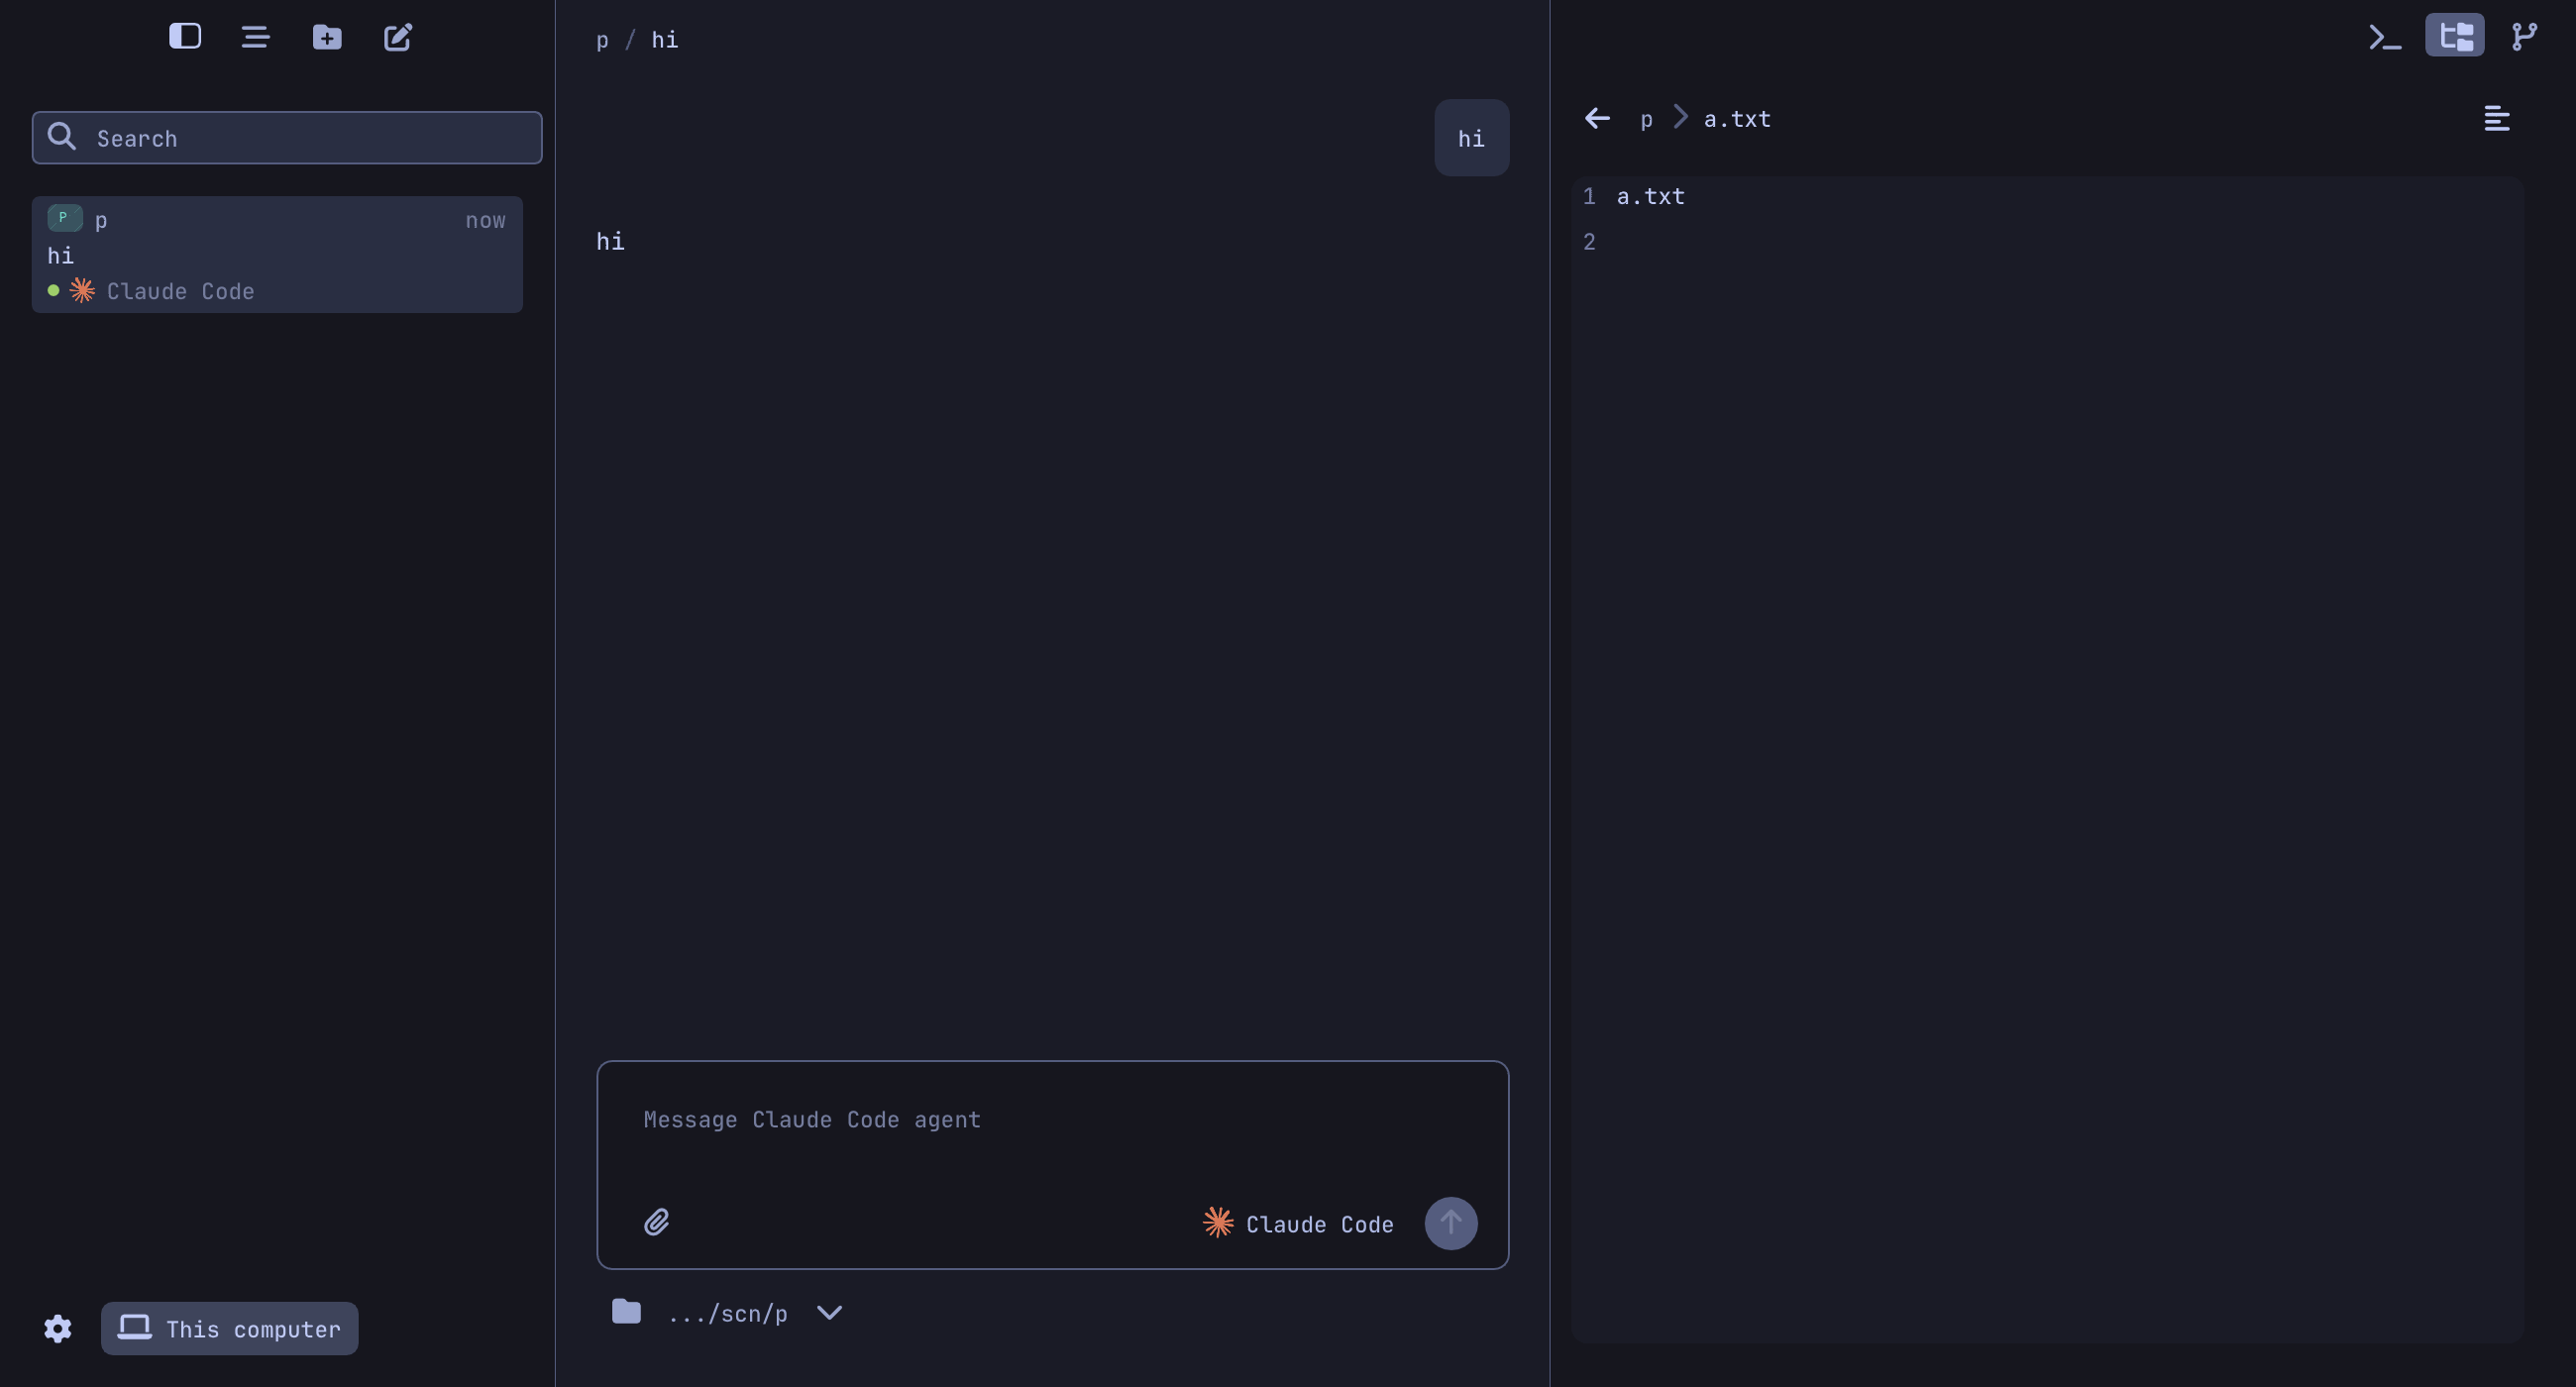 Search
P p now
hi
Claude Code
This computer
p / hi
hi
hi
Message Claude Code agent
Claude Code
.../scn/p
p > a.txt
1 a.txt
2